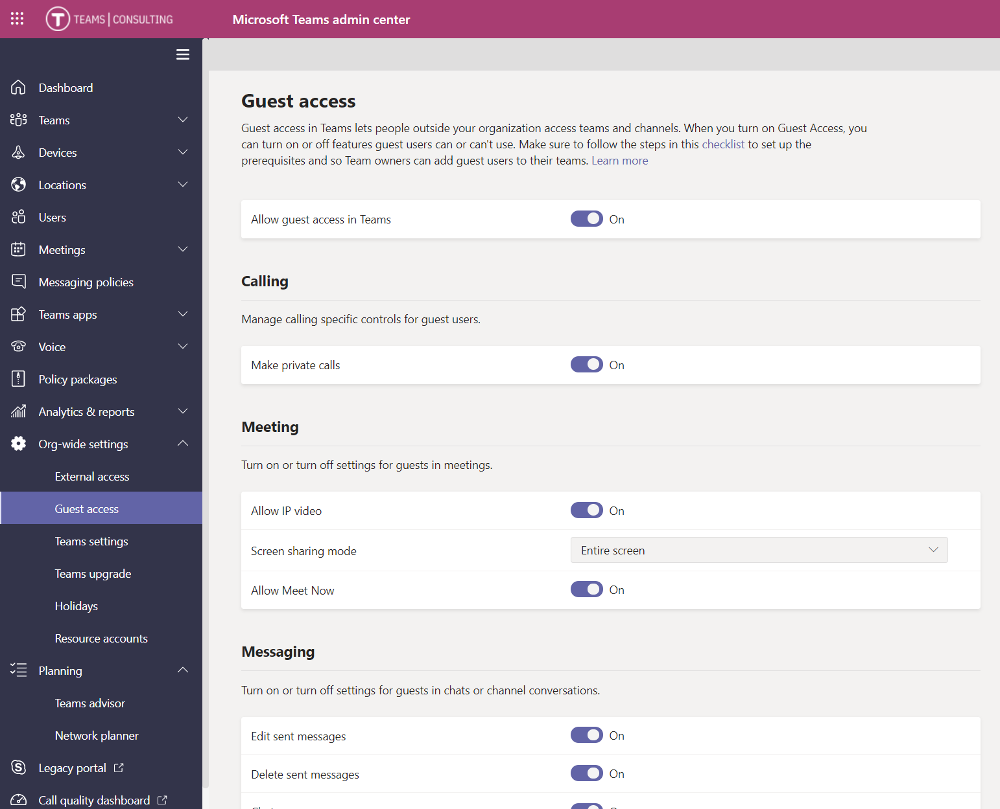 TEAMS | CONSULTING
Microsoft Teams admin center
Dashboard
Teams
Devices
Locations
Users
Meetings
Messaging policies
Teams apps
Voice
Policy packages
Analytics & reports
Org-wide settings
External access
Guest access
Teams settings
Teams upgrade
Holidays
Resource accounts
Planning
Teams advisor
Network planner
Legacy portal
Call quality dashboard
Guest access
Guest access in Teams lets people outside your organization access teams and channels. When you turn on Guest Access, you
can turn on or off features guest users can or can't use. Make sure to follow the steps in this checklist to set up the
prerequisites and so Team owners can add guest users to their teams. Learn more
Allow guest access in Teams On
Calling
Manage calling specific controls for guest users.
Make private calls On
Meeting
Turn on or turn off settings for guests in meetings.
Allow IP video On
Screen sharing mode Entire screen
Allow Meet Now On
Messaging
Turn on or turn off settings for guests in chats or channel conversations.
Edit sent messages On
Delete sent messages On